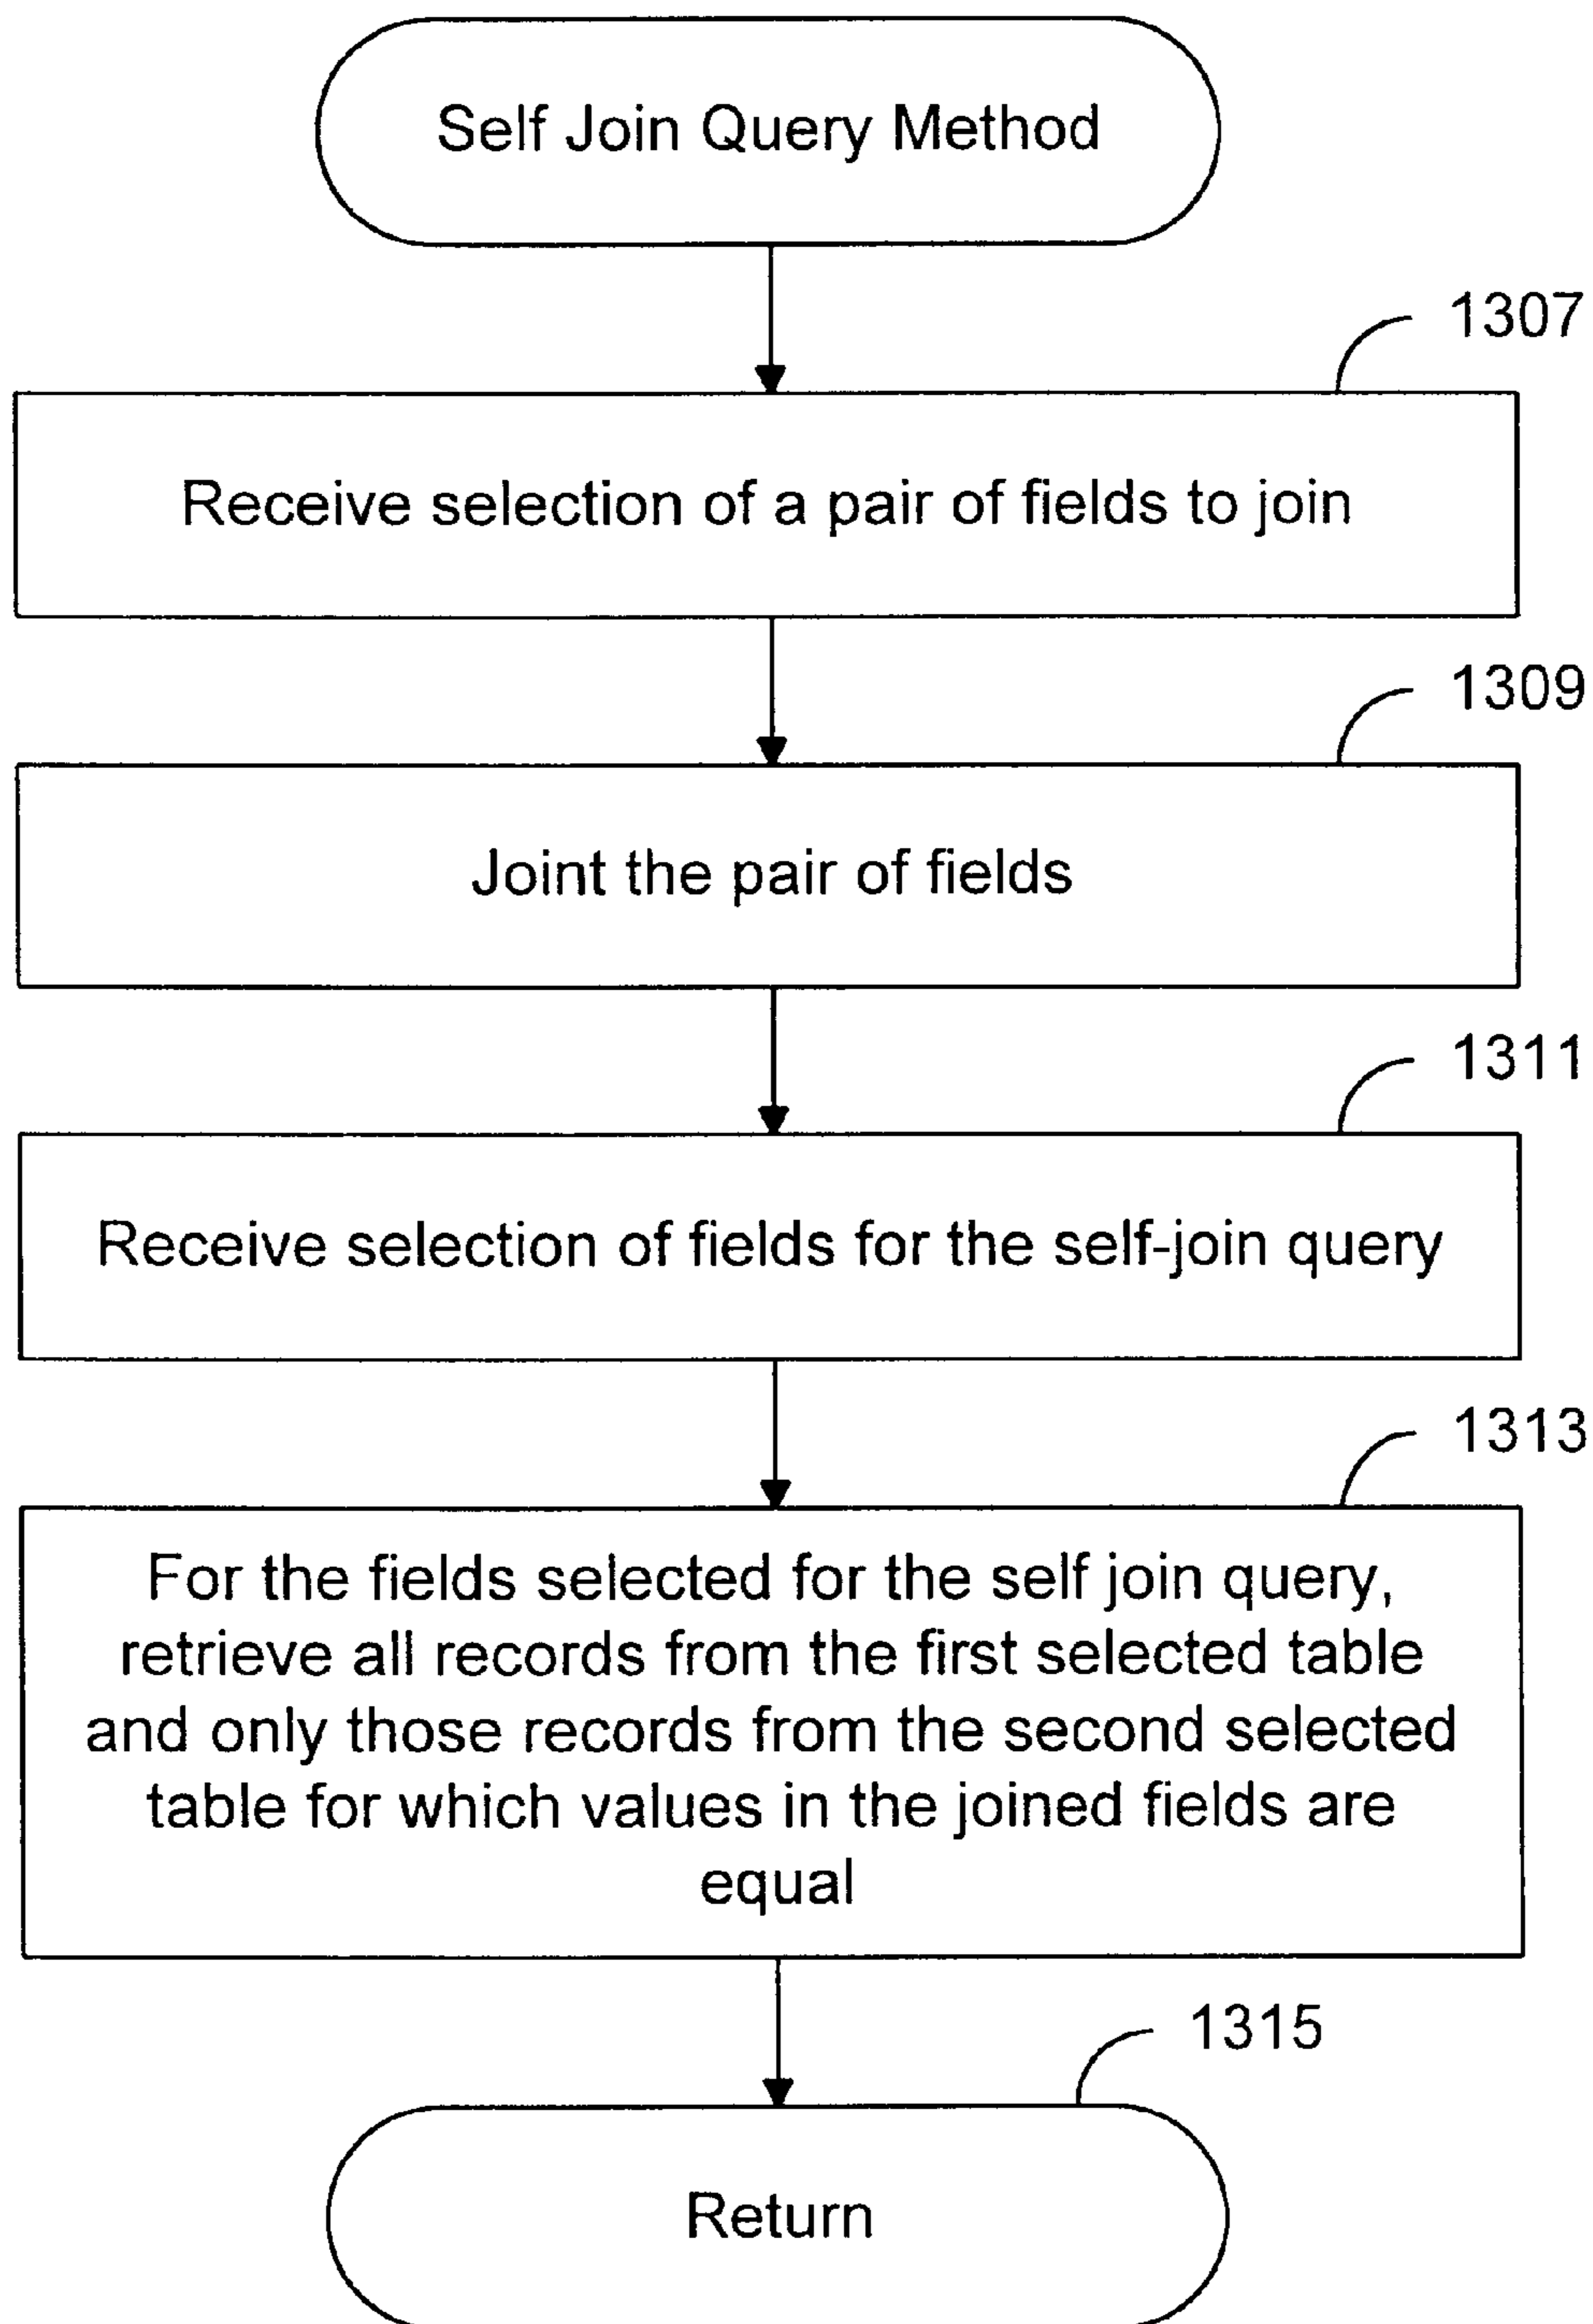 Self Join Query Method
1307
Receive selection of a pair of fields to join
1309
Joint the pair of fields
1311
Receive selection of fields for the self-join query
1313
For the fields selected for the self join query,
retrieve all records from the first selected table
and only those records from the second selected
table for which values in the joined fields are
equal
1315
Return